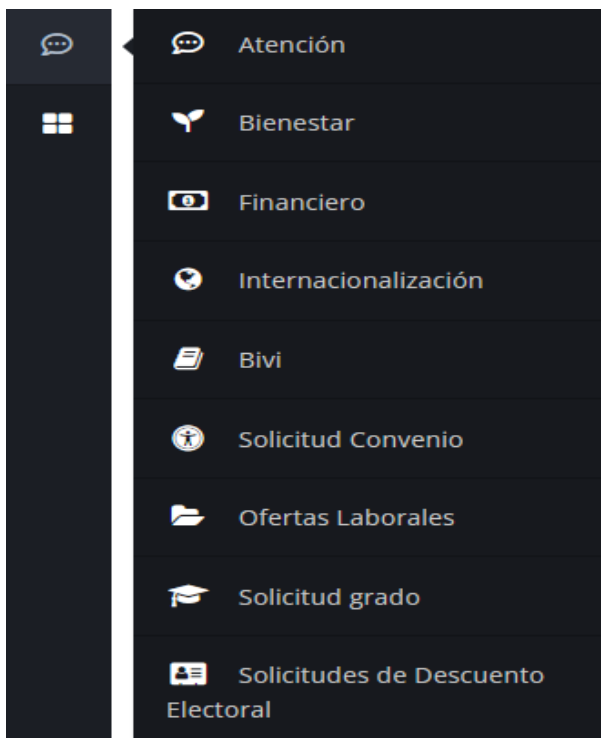 Atención
Bienestar
Financiero
Internacionalización
Bivi
Solicitud Convenio
Ofertas Laborales
Solicitud grado
Solicitudes de Descuento
Electoral